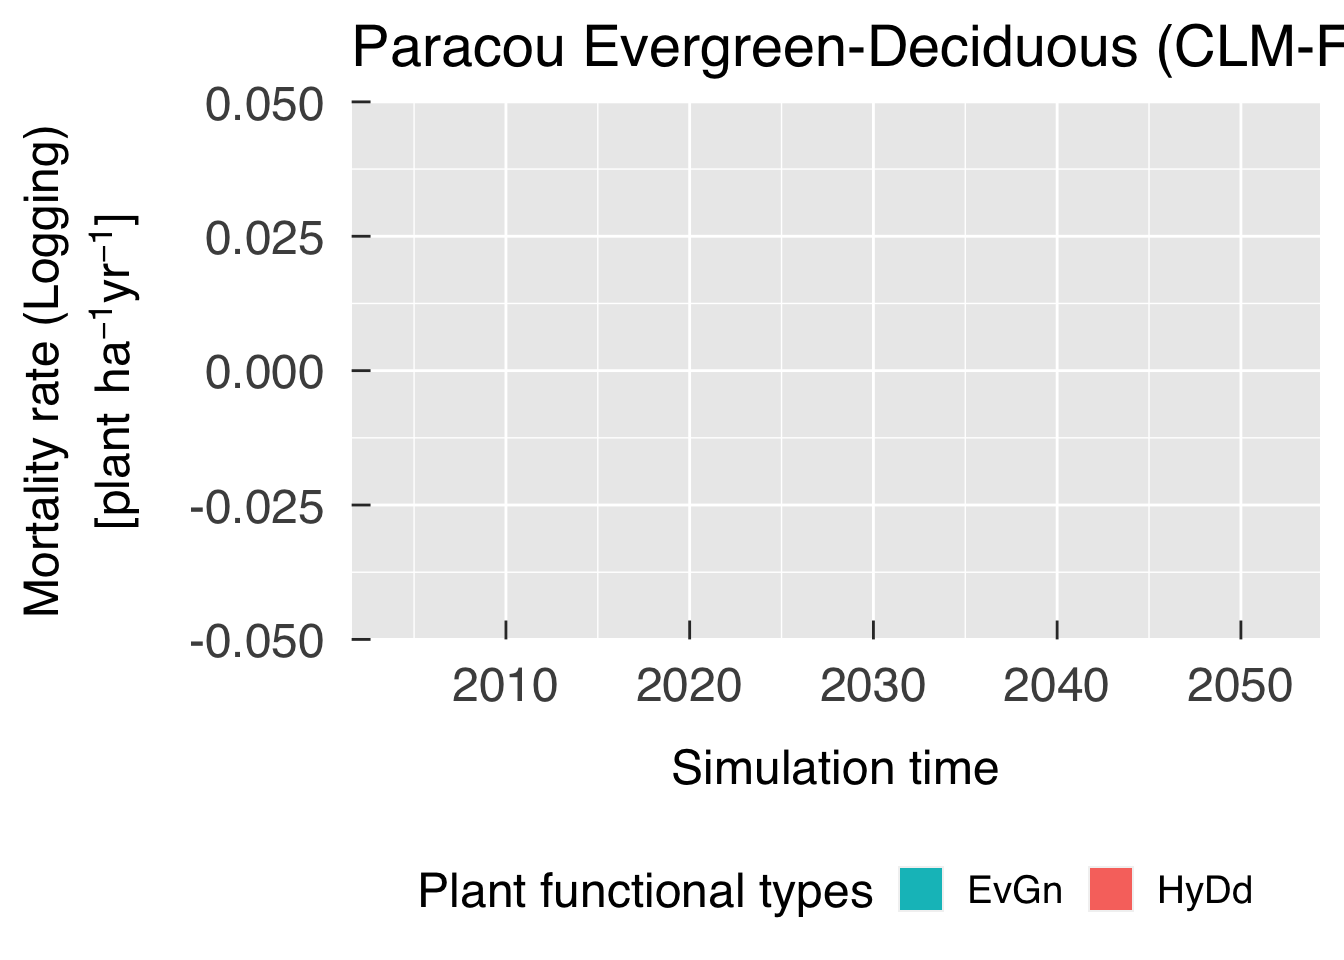 Paracou Evergreen-Deciduous (CLM-F
Mortality rate (Logging)
[plant ha⁻¹yr⁻¹]
0.050
0.025
0.000
-0.025
-0.050
2010 2020 2030 2040 2050
Simulation time
Plant functional types EvGn HyDd